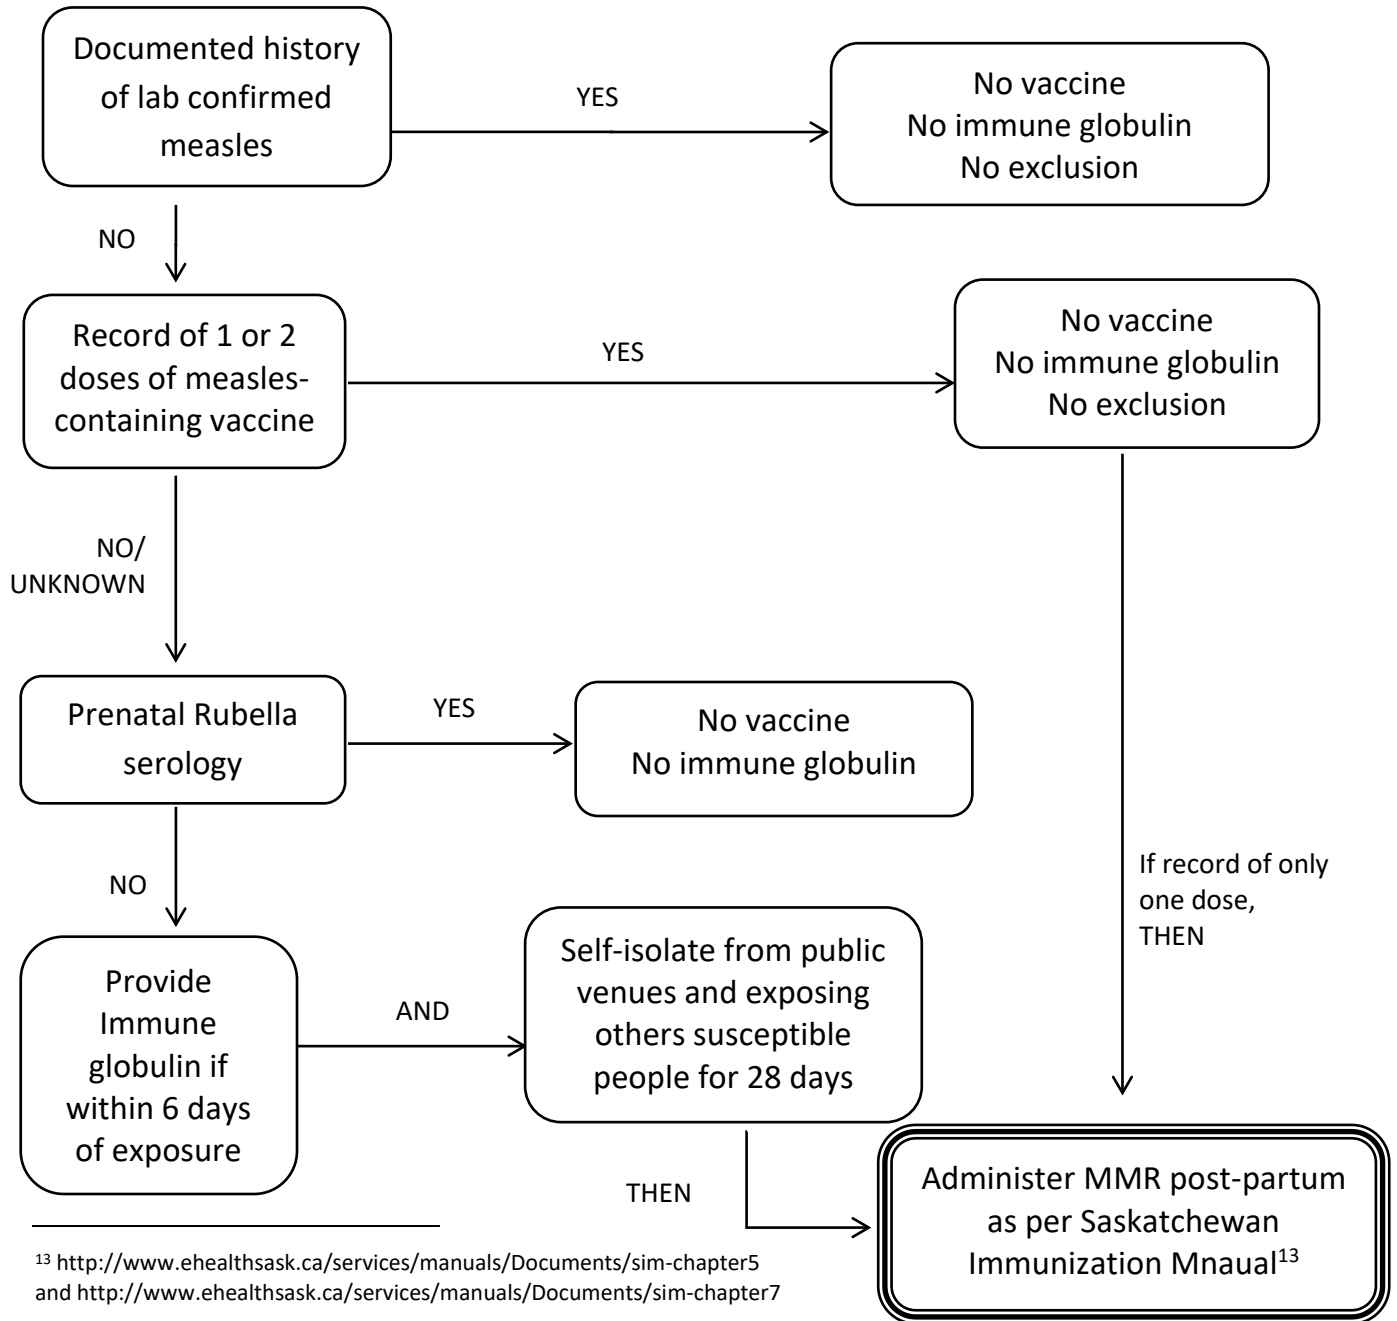 Documented history
of lab confirmed
measles
YES
No vaccine
No immune globulin
No exclusion
NO
Record of 1 or 2
doses of measles-
containing vaccine
YES
No vaccine
No immune globulin
No exclusion
NO/
UNKNOWN
Prenatal Rubella
serology
YES
No vaccine
No immune globulin
If record of only
one dose,
THEN
NO
Provide
Immune
globulin if
within 6 days
of exposure
AND
Self-isolate from public
venues and exposing
others susceptible
people for 28 days
THEN
Administer MMR post-partum
as per Saskatchewan
Immunization Mnaual¹³
¹³ http://www.ehealthsask.ca/services/manuals/Documents/sim-chapter5
and http://www.ehealthsask.ca/services/manuals/Documents/sim-chapter7